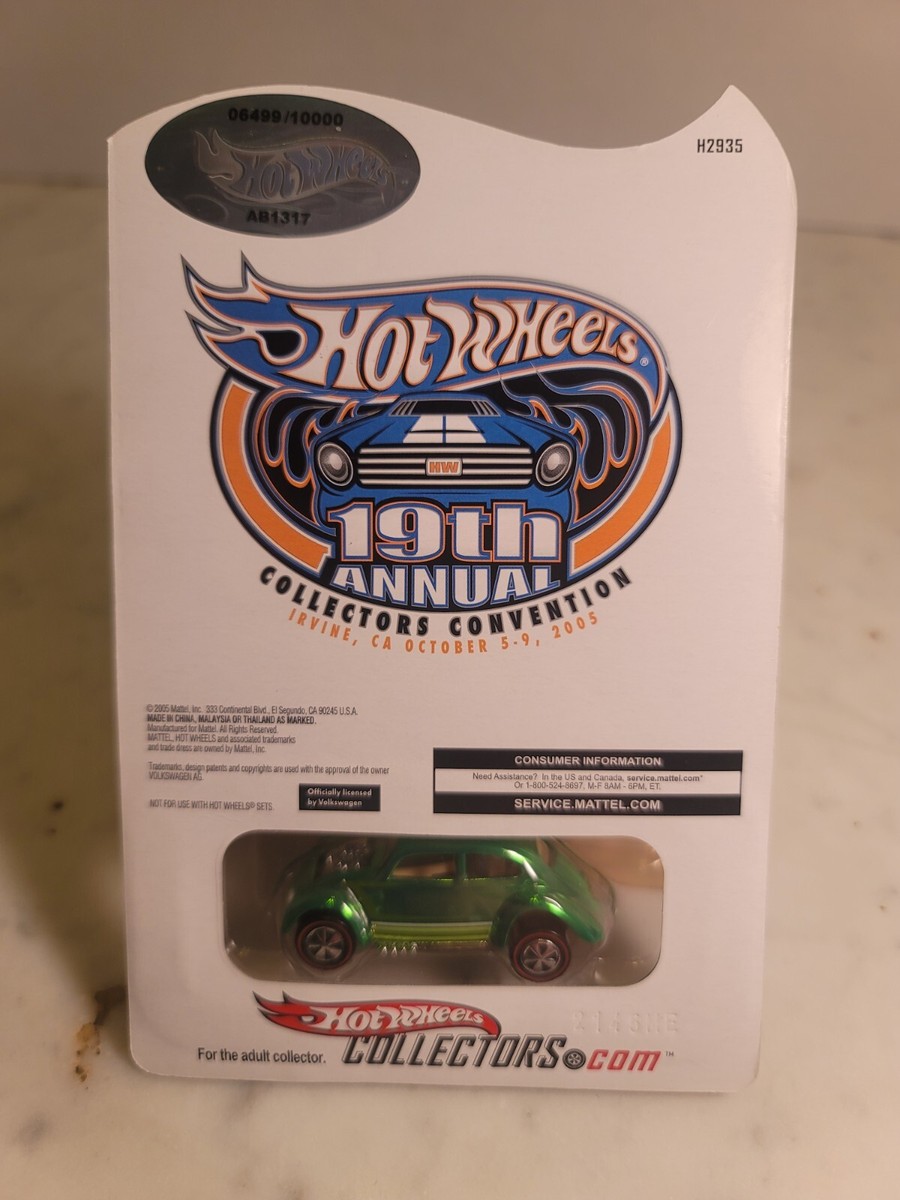 06499/10000
Hot Wheels
AB1317
H2935
Hot Wheels®
HW
19th
ANNUAL
COLLECTORS CONVENTION
IRVINE, CA OCTOBER 5-9, 2005
© 2005 Mattel, Inc. 333 Continental Blvd., El Segundo, CA 90245 U.S.A.
MADE IN CHINA, MALAYSIA OR THAILAND AS MARKED.
Manufactured for Mattel. All Rights Reserved.
MATTEL, HOT WHEELS and associated trademarks
and trade dress are owned by Mattel, Inc.
Trademarks, design patents and copyrights are used with the approval of the owner
VOLKSWAGEN AG.
NOT FOR USE WITH HOT WHEELS® SETS.
Officially licensed
by Volkswagen
CONSUMER INFORMATION
Need Assistance? In the US and Canada, service.mattel.com*
Or 1-800-524-8697, M-F 8AM - 6PM, ET.
SERVICE.MATTEL.COM
Hot Wheels
COLLECTORS.COM™
For the adult collector.